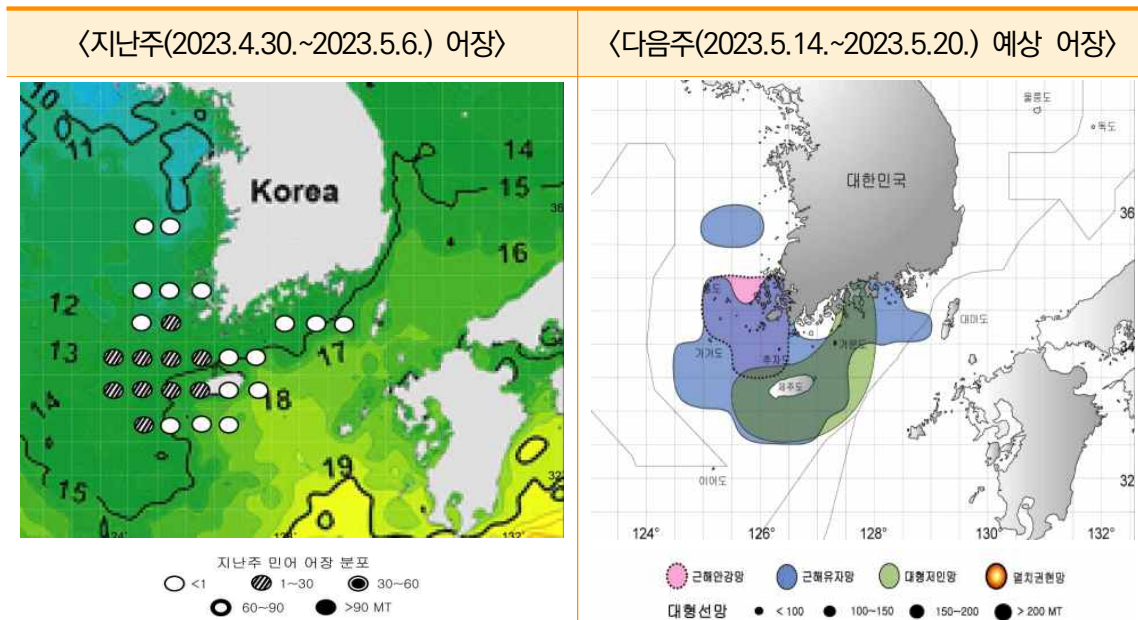 〈지난주(2023.4.30.~2023.5.6.) 어장〉
〈다음주(2023.5.14.~2023.5.20.) 예상 어장〉
10
11
14
15
Korea
36
16
12
13
17
14
18
15
19
32°
124°
132°
지난주 민어 어장 분포
<1 1~30 30~60
60~90 >90 MT
울릉도
독도
대한민국
36
대마도
가거도
거문도
추자도
34
제주도
32
이어도
124 126 128 130 132°
근해안강망 근해유자망 대형저인망 멸치권현망
대형선망 < 100 100~150 150~200 > 200 MT